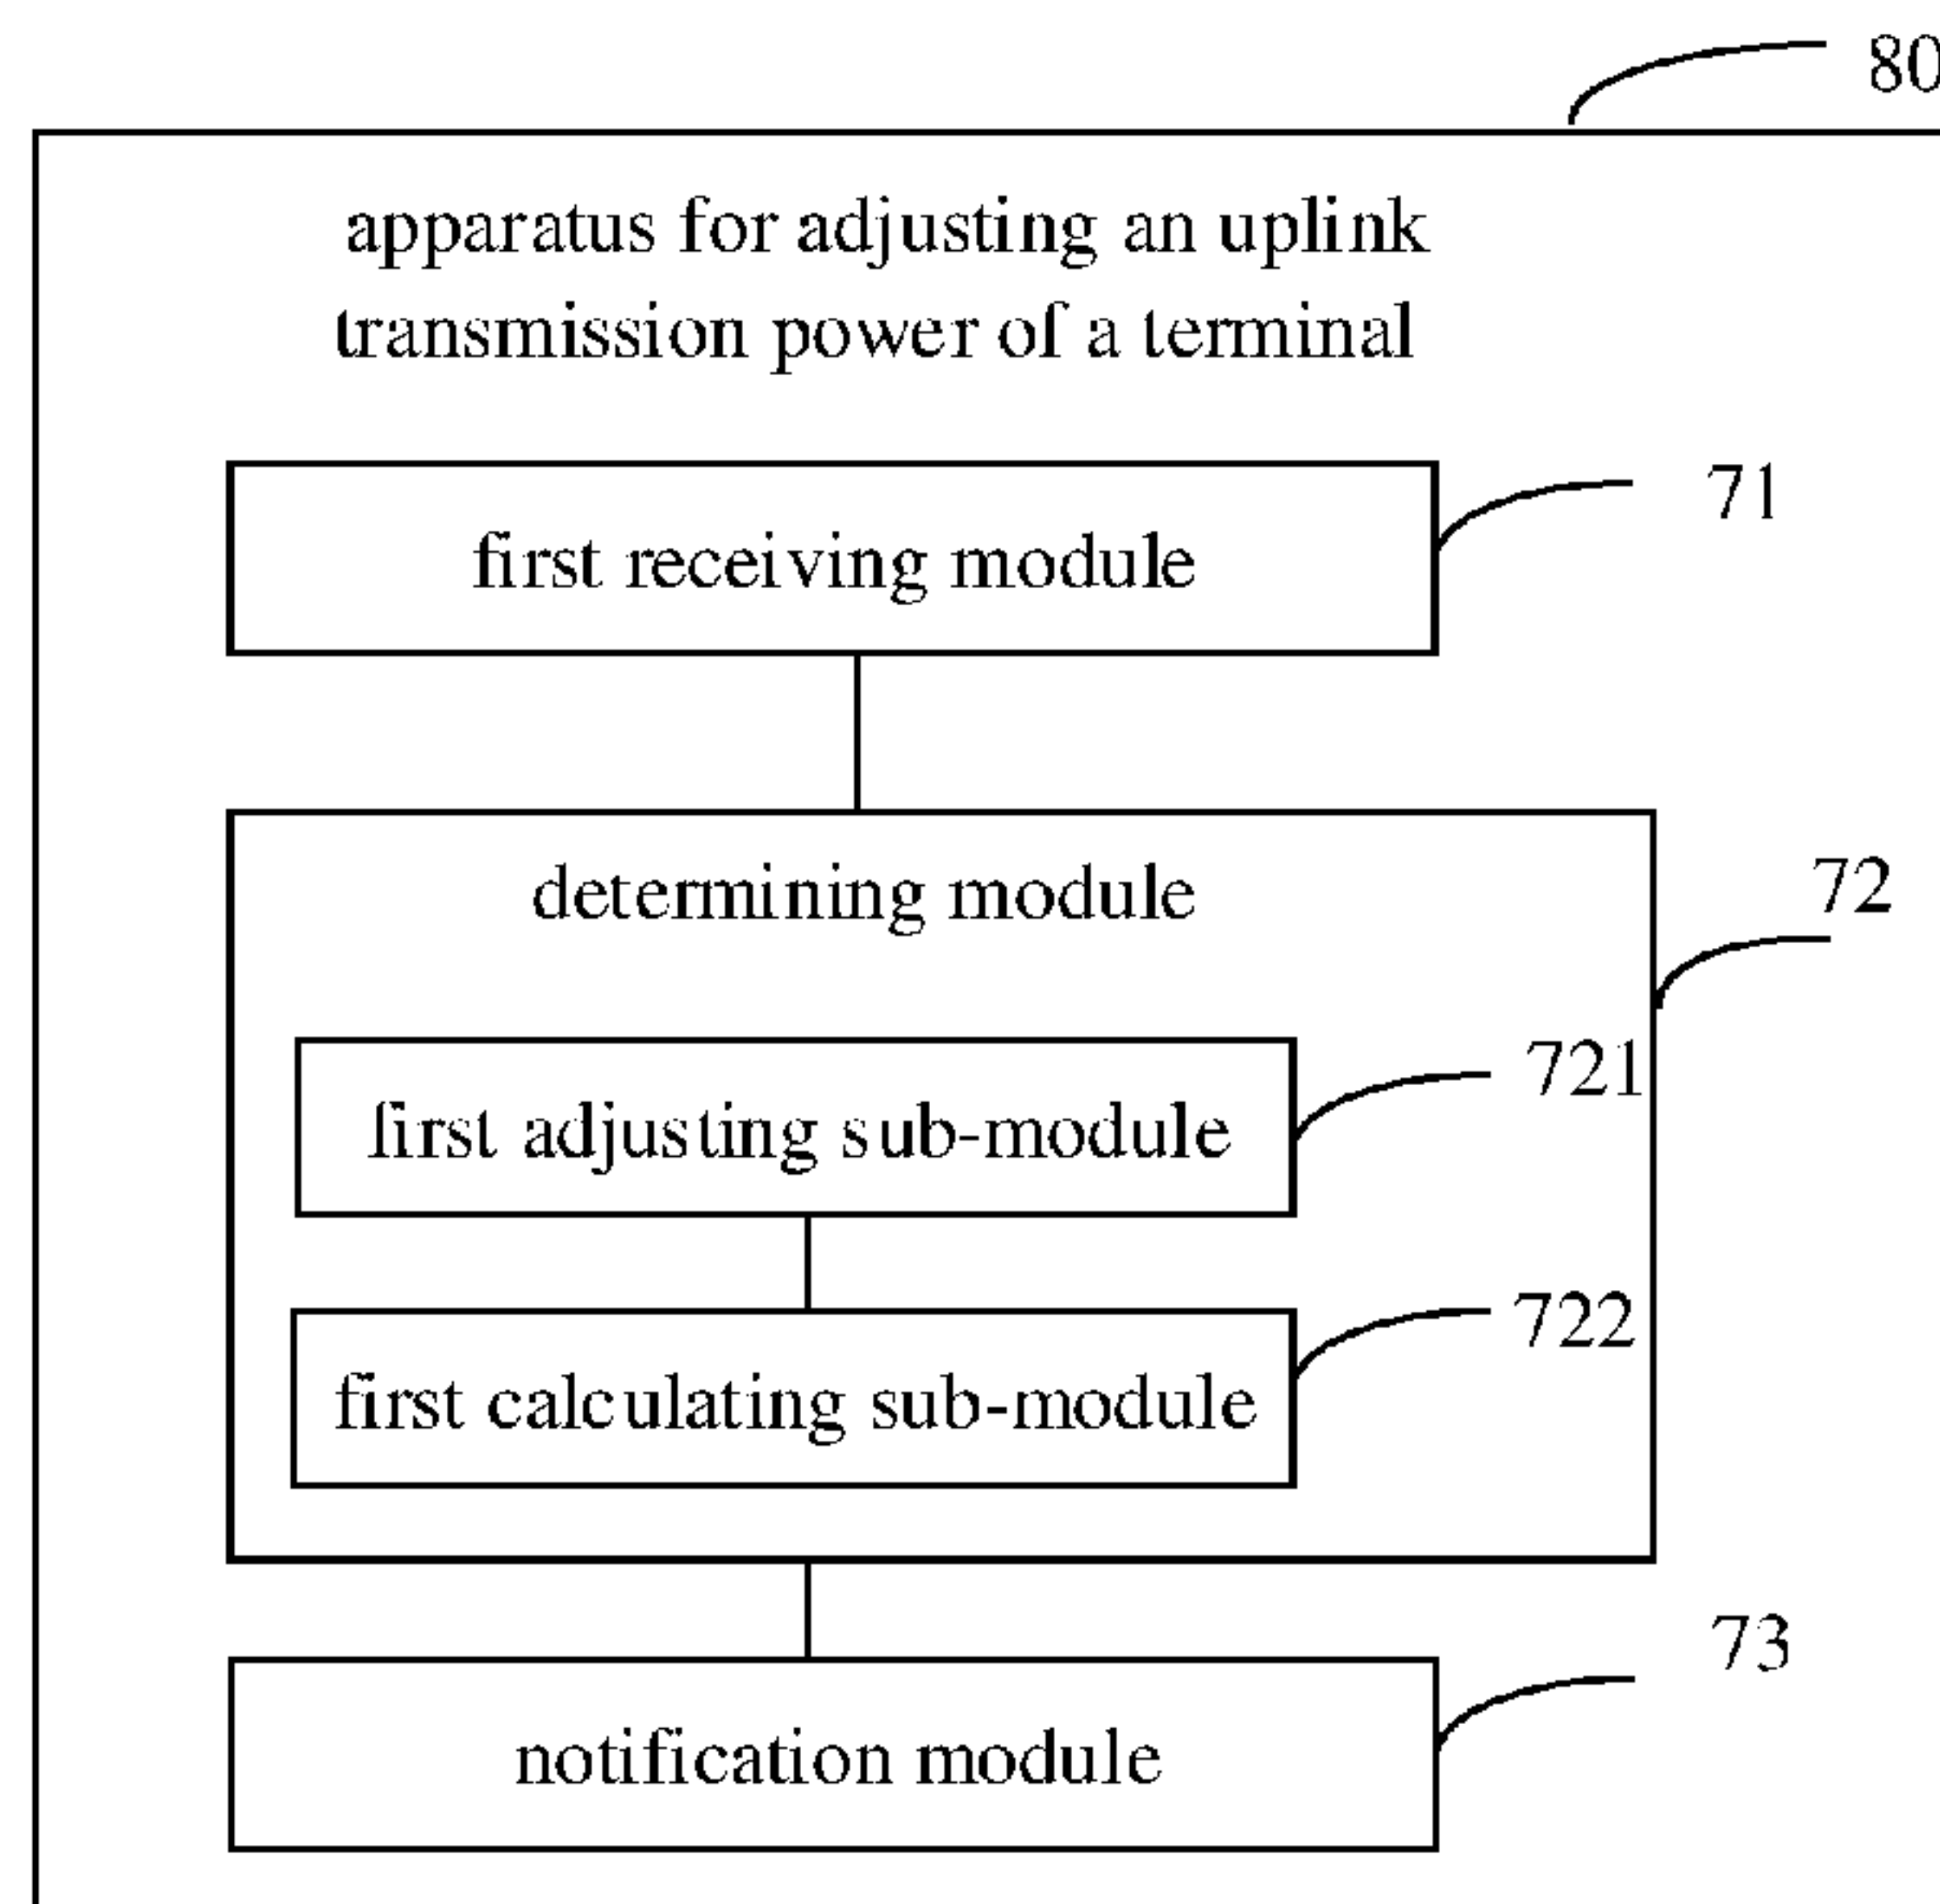 80
apparatus for adjusting an uplink
transmission power of a terminal
71
first receiving module
72
determining module
721
first adjusting sub-module
722
first calculating sub-module
73
notification module